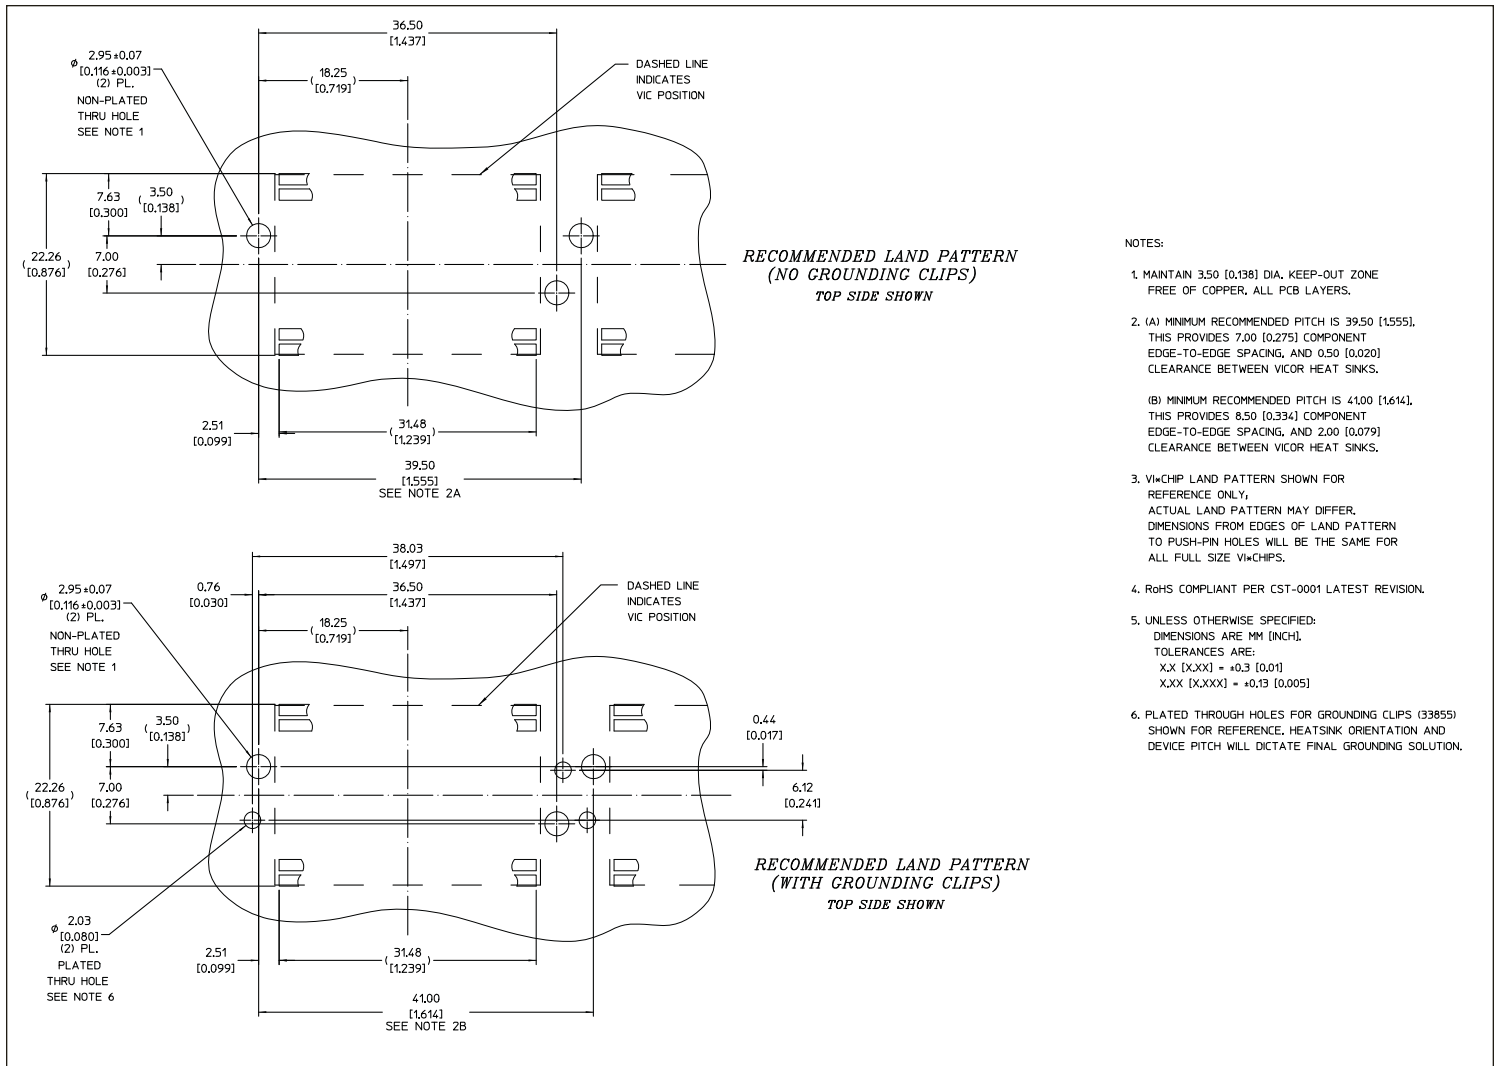 36.50
[1.437]
2.95±0.07
ø [0.116±0.003]
(2) PL.
NON-PLATED
THRU HOLE
SEE NOTE 1
( 18.25 )
[0.719]
DASHED LINE
INDICATES
VIC POSITION
7.63
[0.300]
( 3.50 )
[0.138]
( 22.26 )
[0.876]
7.00
[0.276]
RECOMMENDED LAND PATTERN
(NO GROUNDING CLIPS)
TOP SIDE SHOWN
2.51
[0.099]
( 31.48 )
[1.239]
39.50
[1.555]
SEE NOTE 2A
38.03
[1.497]
0.76
[0.030]
36.50
[1.437]
2.95±0.07
ø [0.116±0.003]
(2) PL.
NON-PLATED
THRU HOLE
SEE NOTE 1
( 18.25 )
[0.719]
DASHED LINE
INDICATES
VIC POSITION
7.63
[0.300]
( 3.50 )
[0.138]
0.44
[0.017]
( 22.26 )
[0.876]
7.00
[0.276]
6.12
[0.241]
RECOMMENDED LAND PATTERN
(WITH GROUNDING CLIPS)
TOP SIDE SHOWN
ø 2.03
[0.080]
(2) PL.
PLATED
THRU HOLE
SEE NOTE 6
2.51
[0.099]
( 31.48 )
[1.239]
41.00
[1.614]
SEE NOTE 2B
NOTES:
1. MAINTAIN 3.50 [0.138] DIA. KEEP-OUT ZONE
FREE OF COPPER, ALL PCB LAYERS.
2. (A) MINIMUM RECOMMENDED PITCH IS 39.50 [1.555],
THIS PROVIDES 7.00 [0.275] COMPONENT
EDGE-TO-EDGE SPACING, AND 0.50 [0.020]
CLEARANCE BETWEEN VICOR HEAT SINKS.
(B) MINIMUM RECOMMENDED PITCH IS 41.00 [1.614],
THIS PROVIDES 8.50 [0.334] COMPONENT
EDGE-TO-EDGE SPACING, AND 2.00 [0.079]
CLEARANCE BETWEEN VICOR HEAT SINKS.
3. VI*CHIP LAND PATTERN SHOWN FOR
REFERENCE ONLY;
ACTUAL LAND PATTERN MAY DIFFER.
DIMENSIONS FROM EDGES OF LAND PATTERN
TO PUSH-PIN HOLES WILL BE THE SAME FOR
ALL FULL SIZE VI*CHIPS.
4. RoHS COMPLIANT PER CST-0001 LATEST REVISION.
5. UNLESS OTHERWISE SPECIFIED:
DIMENSIONS ARE MM [INCH].
TOLERANCES ARE:
X.X [X.XX] = ±0.3 [0.01]
X.XX [X.XXX] = ±0.13 [0.005]
6. PLATED THROUGH HOLES FOR GROUNDING CLIPS (33855)
SHOWN FOR REFERENCE. HEATSINK ORIENTATION AND
DEVICE PITCH WILL DICTATE FINAL GROUNDING SOLUTION.